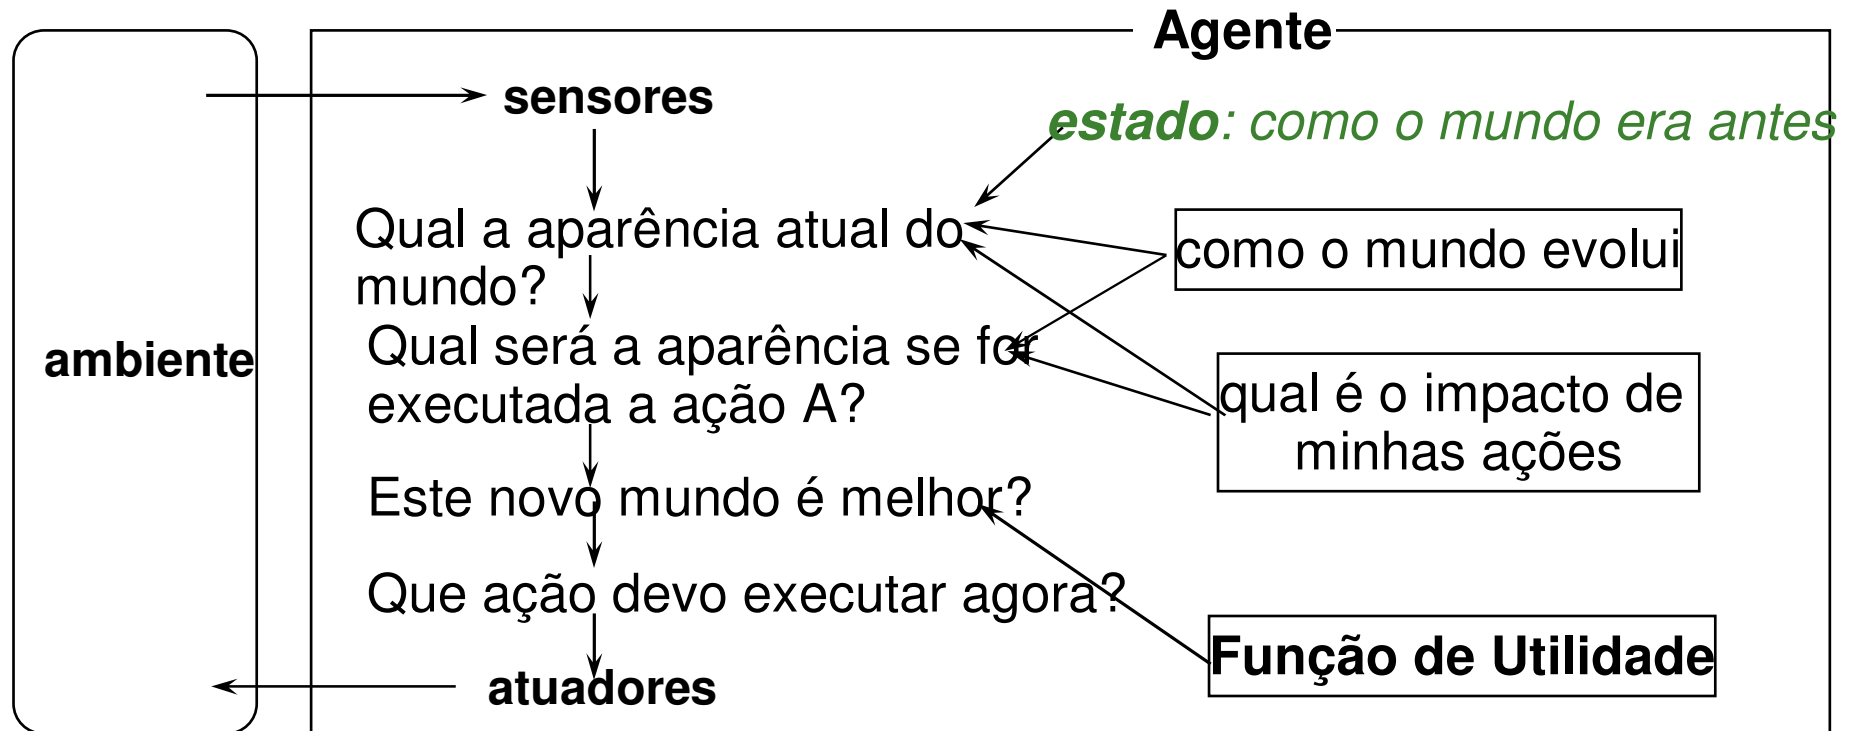 Agente
sensores
estado: como o mundo era antes
Qual a aparência atual do
mundo?
como o mundo evolui
Qual será a aparência se for
executada a ação A?
ambiente
qual é o impacto de
minhas ações
Este novo mundo é melhor?
Que ação devo executar agora?
Função de Utilidade
atuadores